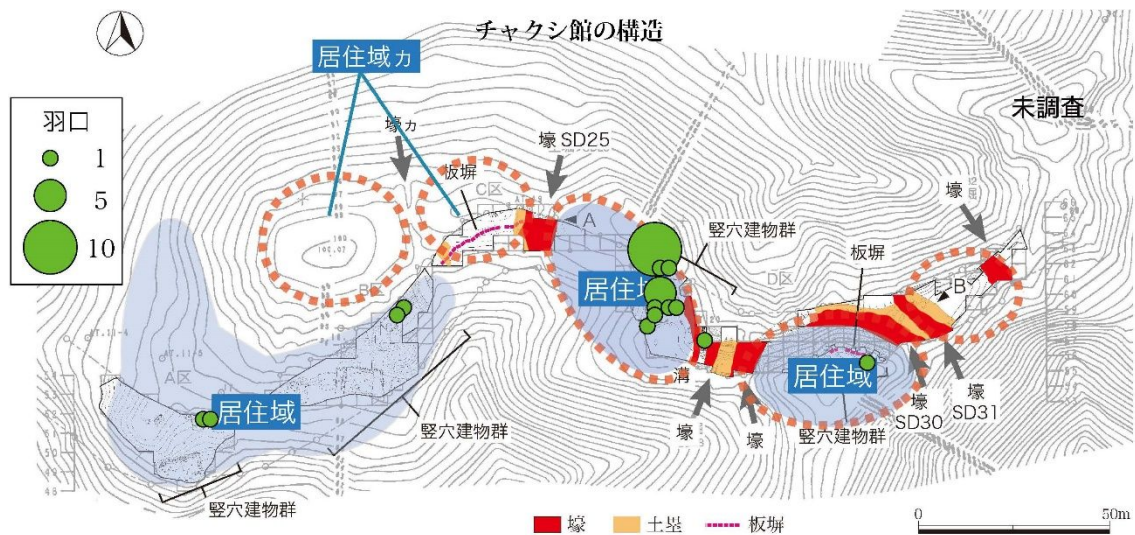 チャクシ館の構造
居住域カ
羽口
1
5
10
壕カ
板塀
C区
壕 SD25
A
未調査
壕
竪穴建物群
板塀
D区
B区
居住域
B
A区
居住域
溝
居住域
壕
壕
竪穴建物群
壕
SD30
壕
SD31
竪穴建物群
竪穴建物群
壕
土塁
板塀
0
50m